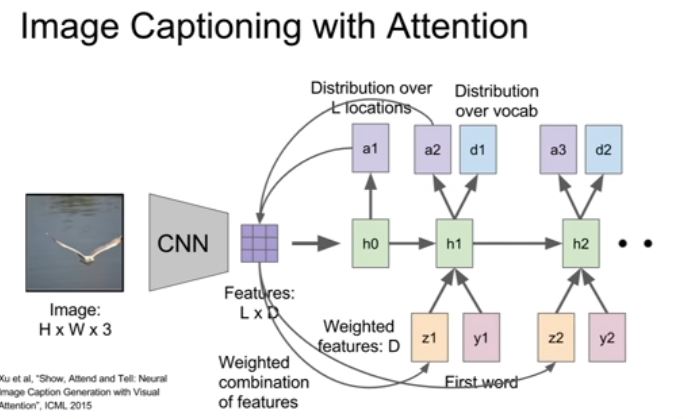 Image Captioning with Attention
Distribution over
L locations
Distribution
over vocab
a1
a2
d1
a3
d2
CNN
h0
h1
h2
Features:
L x D
Image:
H x W x 3
Weighted
features: D
z1
y1
z2
y2
Weighted
combination
of features
First word
Xu et al, "Show, Attend and Tell: Neural
Image Caption Generation with Visual
Attention", ICML 2015